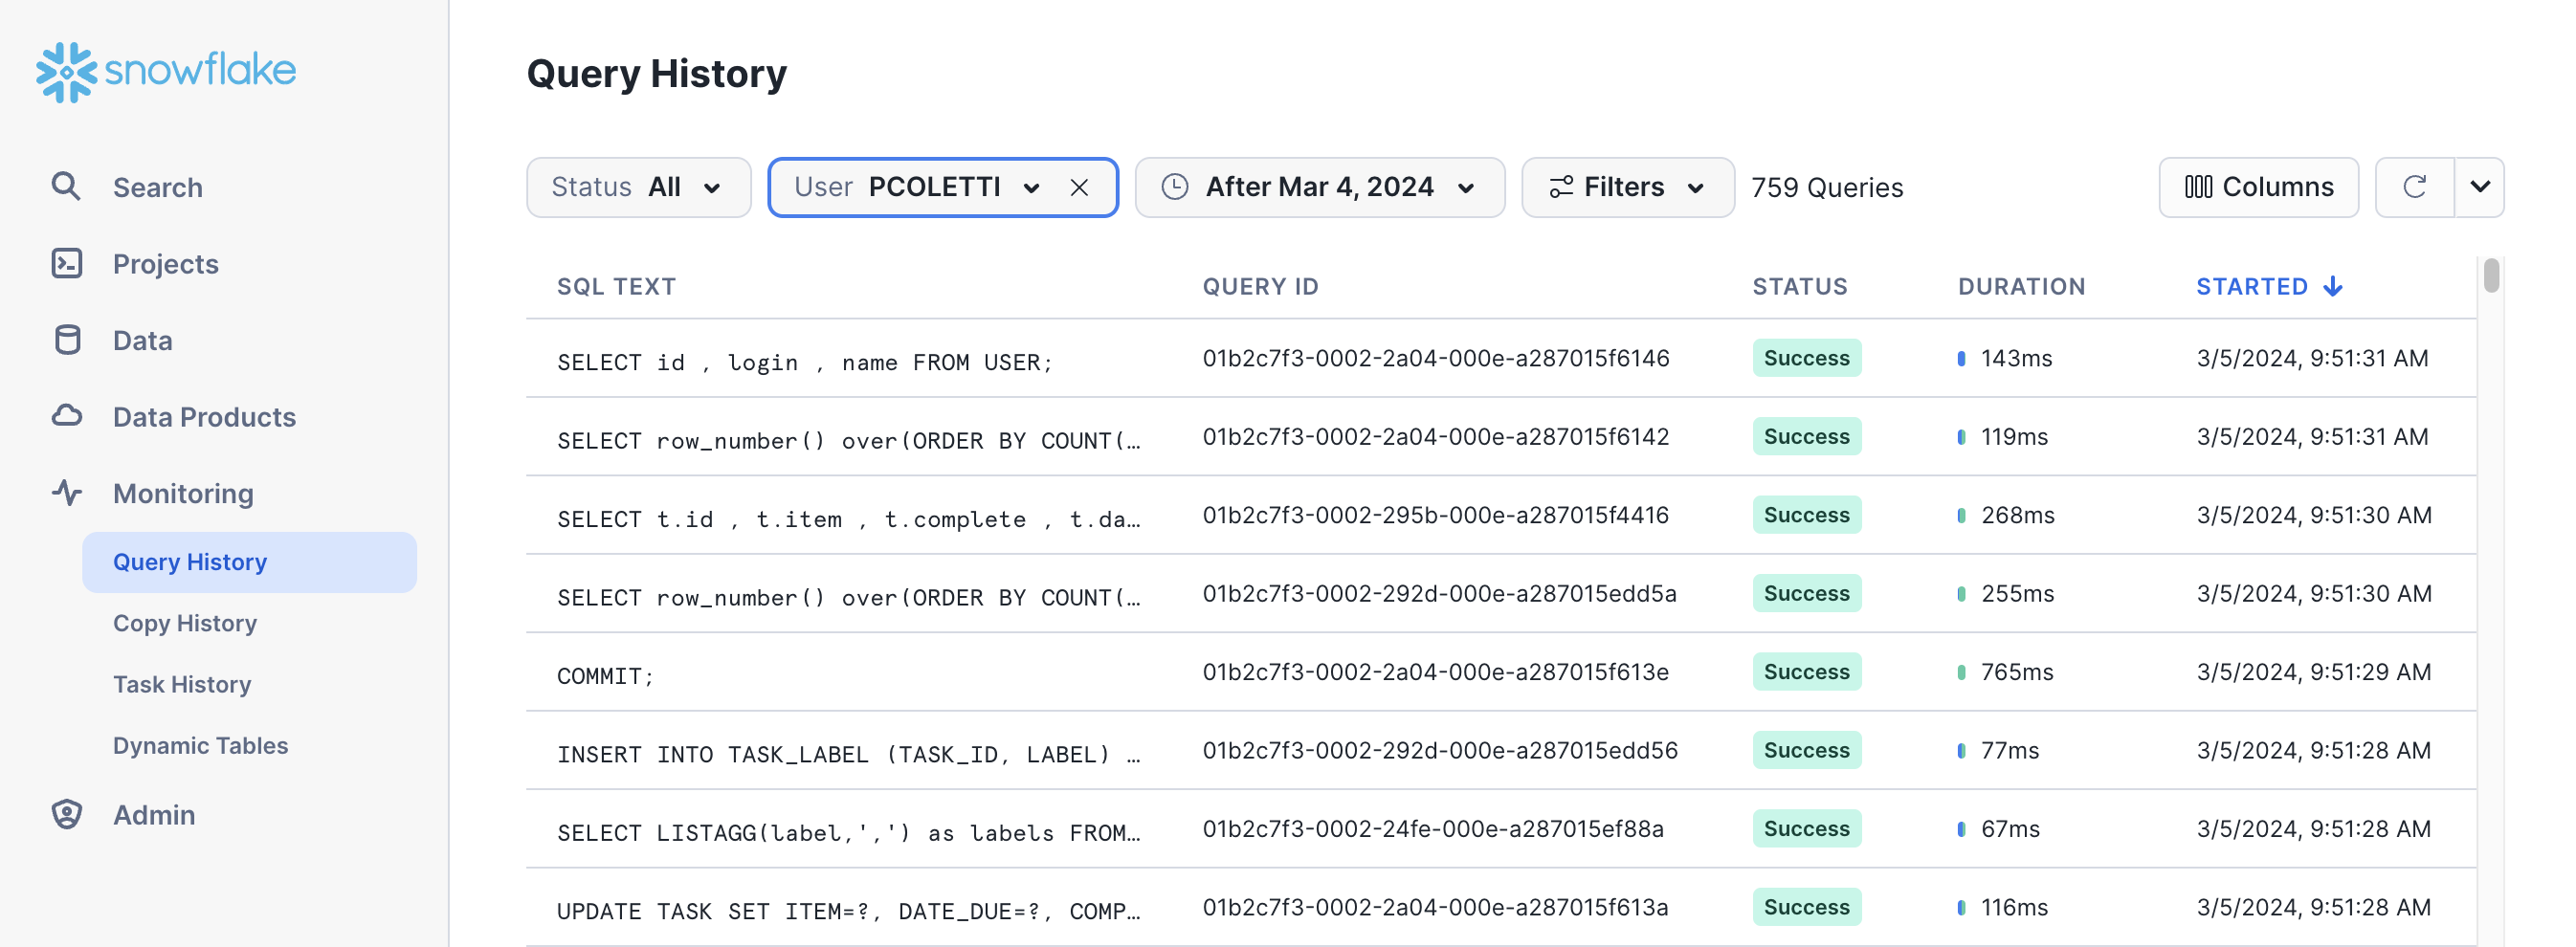 snowflake
Search
Projects
Data
Data Products
Monitoring
Query History
Copy History
Task History
Dynamic Tables
Admin
Query History
Status All User PCOLETTI After Mar 4, 2024 Filters 759 Queries Columns
SQL TEXT QUERY ID STATUS DURATION STARTED
SELECT id , login , name FROM USER; 01b2c7f3-0002-2a04-000e-a287015f6146 Success 143ms 3/5/2024, 9:51:31 AM
SELECT row_number() over(ORDER BY COUNT(… 01b2c7f3-0002-2a04-000e-a287015f6142 Success 119ms 3/5/2024, 9:51:31 AM
SELECT t.id , t.item , t.complete , t.da… 01b2c7f3-0002-295b-000e-a287015f4416 Success 268ms 3/5/2024, 9:51:30 AM
SELECT row_number() over(ORDER BY COUNT(… 01b2c7f3-0002-292d-000e-a287015edd5a Success 255ms 3/5/2024, 9:51:30 AM
COMMIT; 01b2c7f3-0002-2a04-000e-a287015f613e Success 765ms 3/5/2024, 9:51:29 AM
INSERT INTO TASK_LABEL (TASK_ID, LABEL) … 01b2c7f3-0002-292d-000e-a287015edd56 Success 77ms 3/5/2024, 9:51:28 AM
SELECT LISTAGG(label,',') as labels FROM… 01b2c7f3-0002-24fe-000e-a287015ef88a Success 67ms 3/5/2024, 9:51:28 AM
UPDATE TASK SET ITEM=?, DATE_DUE=?, COMP… 01b2c7f3-0002-2a04-000e-a287015f613a Success 116ms 3/5/2024, 9:51:28 AM